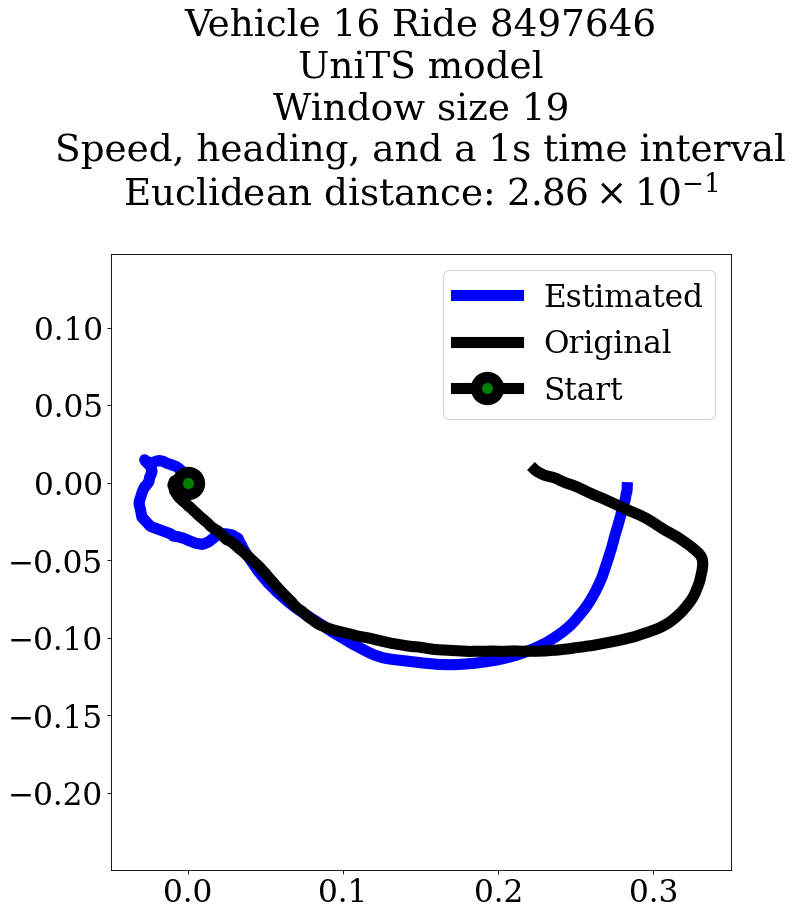 Vehicle 16 Ride 8497646
UniTS model
Window size 19
Speed, heading, and a 1s time interval
Euclidean distance: 2.86 × 10⁻¹
Estimated
Original
Start
0.10
0.05
0.00
−0.05
−0.10
−0.15
−0.20
0.0 0.1 0.2 0.3